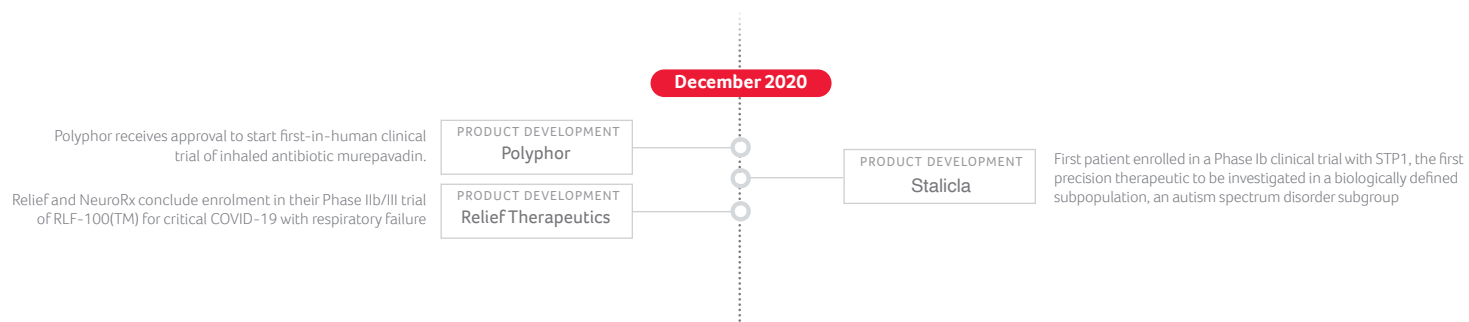 December 2020
Polyphor receives approval to start first-in-human clinical
trial of inhaled antibiotic murepavadin.
PRODUCT DEVELOPMENT
Polyphor
PRODUCT DEVELOPMENT
Stalicla
First patient enrolled in a Phase Ib clinical trial with STP1, the first
precision therapeutic to be investigated in a biologically defined
subpopulation, an autism spectrum disorder subgroup
Relief and NeuroRx conclude enrolment in their Phase IIb/III trial
of RLF-100(TM) for critical COVID-19 with respiratory failure
PRODUCT DEVELOPMENT
Relief Therapeutics